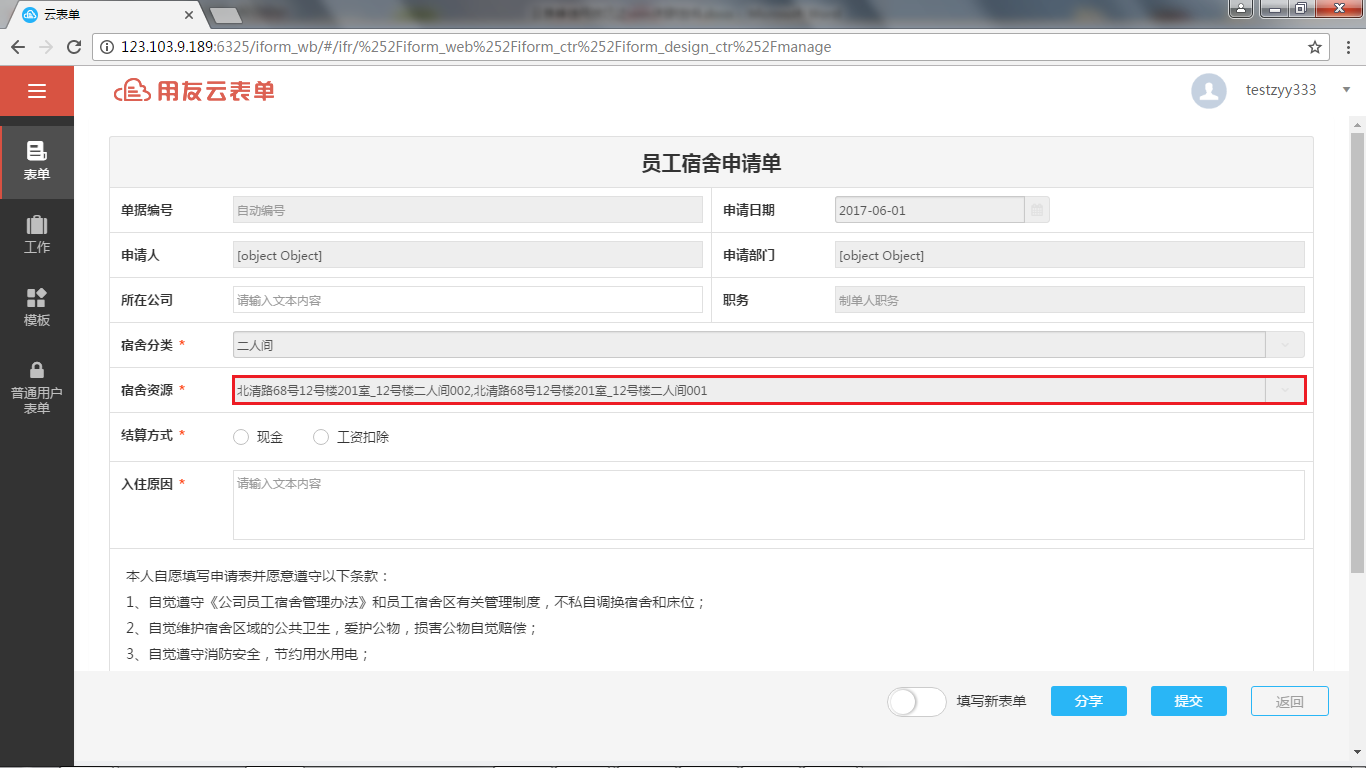 云表单
123.103.9.189:6325/iform_wb/#/ifr/%252Fiform_web%252Fiform_ctr%252Fiform_design_ctr%252Fmanage
用友云表单
testzyy333
表单
工作
模板
普通用户
表单
员工宿舍申请单
单据编号 自动编号 申请日期 2017-06-01
申请人 [object Object] 申请部门 [object Object]
所在公司 请输入文本内容 职务 制单人职务
宿舍分类 * 二人间
宿舍资源 * 北清路68号12号楼201室_12号楼二人间002,北清路68号12号楼201室_12号楼二人间001
结算方式 * 现金 工资扣除
入住原因 * 请输入文本内容
本人自愿填写申请表并愿意遵守以下条款：
1、自觉遵守《公司员工宿舍管理办法》和员工宿舍区有关管理制度，不私自调换宿舍和床位；
2、自觉维护宿舍区域的公共卫生，爱护公物，损害公物自觉赔偿；
3、自觉遵守消防安全，节约用水用电；
填写新表单 分享 提交 返回